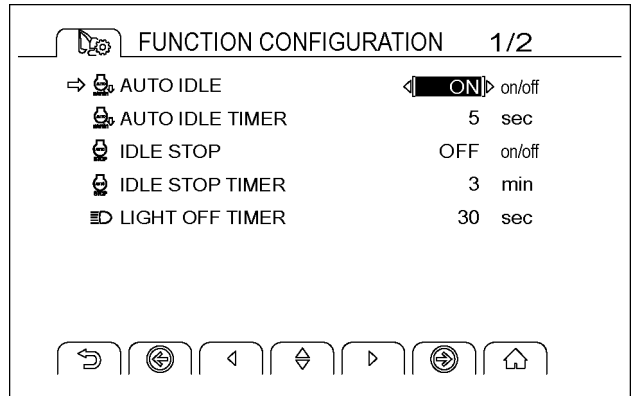 FUNCTION CONFIGURATION 1/2
AUTO IDLE ON on/off
AUTO IDLE TIMER 5 sec
IDLE STOP OFF on/off
IDLE STOP TIMER 3 min
LIGHT OFF TIMER 30 sec